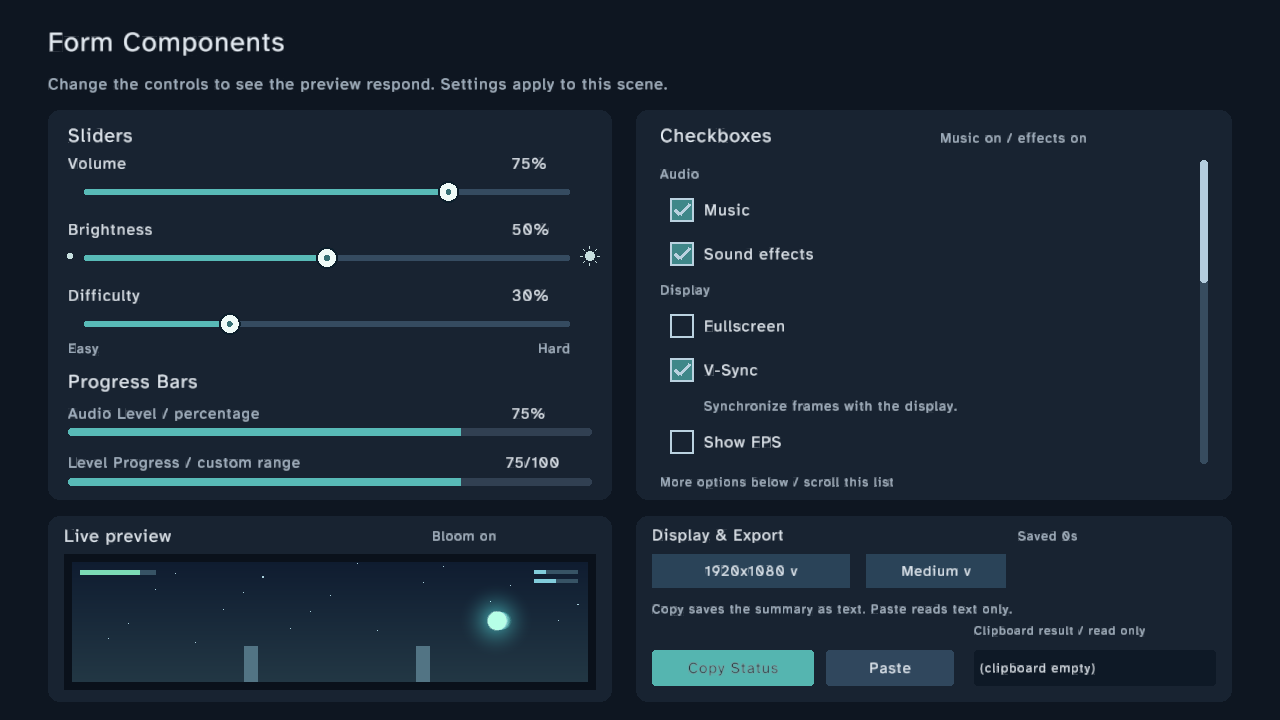 Form Components
Change the controls to see the preview respond. Settings apply to this scene.
Sliders
Volume 75%
Brightness 50%
Difficulty 30%
Easy Hard
Progress Bars
Audio Level / percentage 75%
Level Progress / custom range 75/100
Checkboxes Music on / effects on
Audio
Music
Sound effects
Display
Fullscreen
V-Sync
Synchronize frames with the display.
Show FPS
More options below / scroll this list
Live preview Bloom on
Display & Export Saved 0s
1920x1080 v Medium v
Copy saves the summary as text. Paste reads text only.
Clipboard result / read only
Copy Status Paste (clipboard empty)